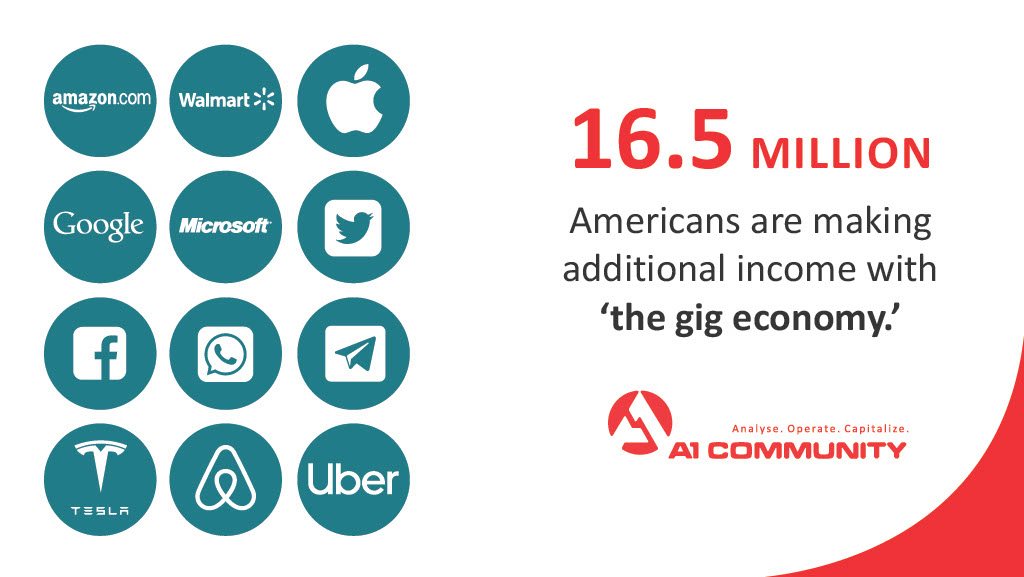 amazon.com
Walmart
Google
Microsoft
TESLA
Uber
16.5 MILLION
Americans are making
additional income with
‘the gig economy.’
Analyse. Operate. Capitalize.
A1 COMMUNITY